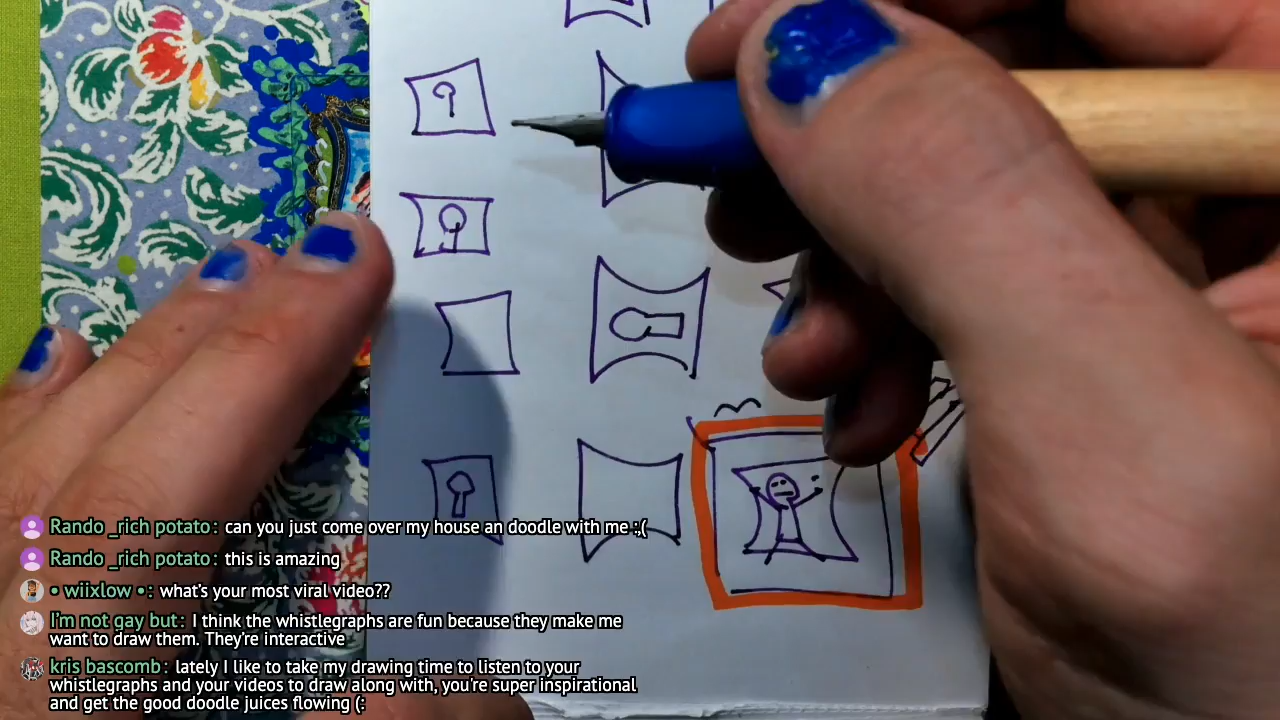 Rando _rich potato: can you just come over my house an doodle with me :,(
Rando _rich potato: this is amazing
• wiixlow •: what's your most viral video??
I'm not gay but: I think the whistlegraphs are fun because they make me
want to draw them. They're interactive
kris bascomb: lately I like to take my drawing time to listen to your
whistlegraphs and your videos to draw along with, you're super inspirational
and get the good doodle juices flowing (: